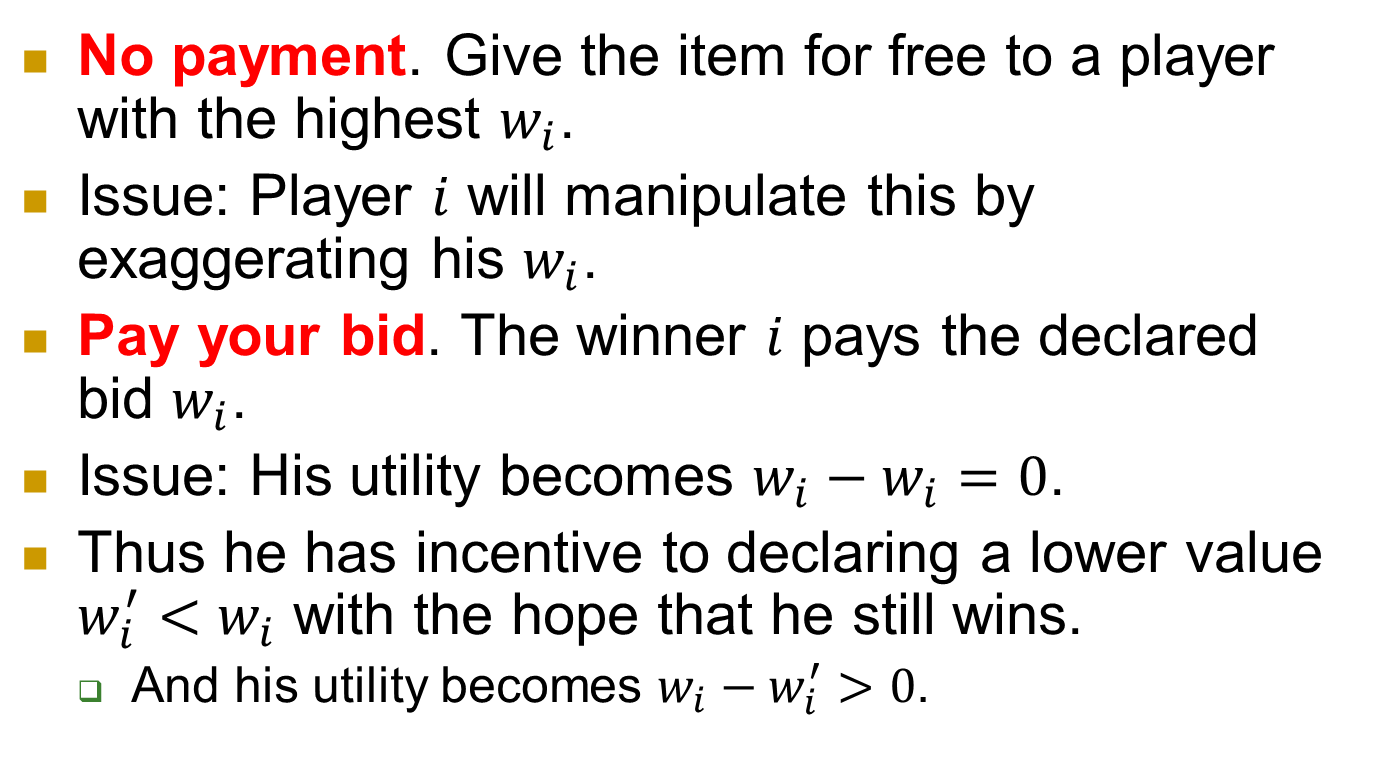 No payment. Give the item for free to a player
with the highest 𝑤ᵢ.
Issue: Player 𝑖 will manipulate this by
exaggerating his 𝑤ᵢ.
Pay your bid. The winner 𝑖 pays the declared
bid 𝑤ᵢ.
Issue: His utility becomes 𝑤ᵢ − 𝑤ᵢ = 0.
Thus he has incentive to declaring a lower value
𝑤ᵢ′ < 𝑤ᵢ with the hope that he still wins.
And his utility becomes 𝑤ᵢ − 𝑤ᵢ′ > 0.